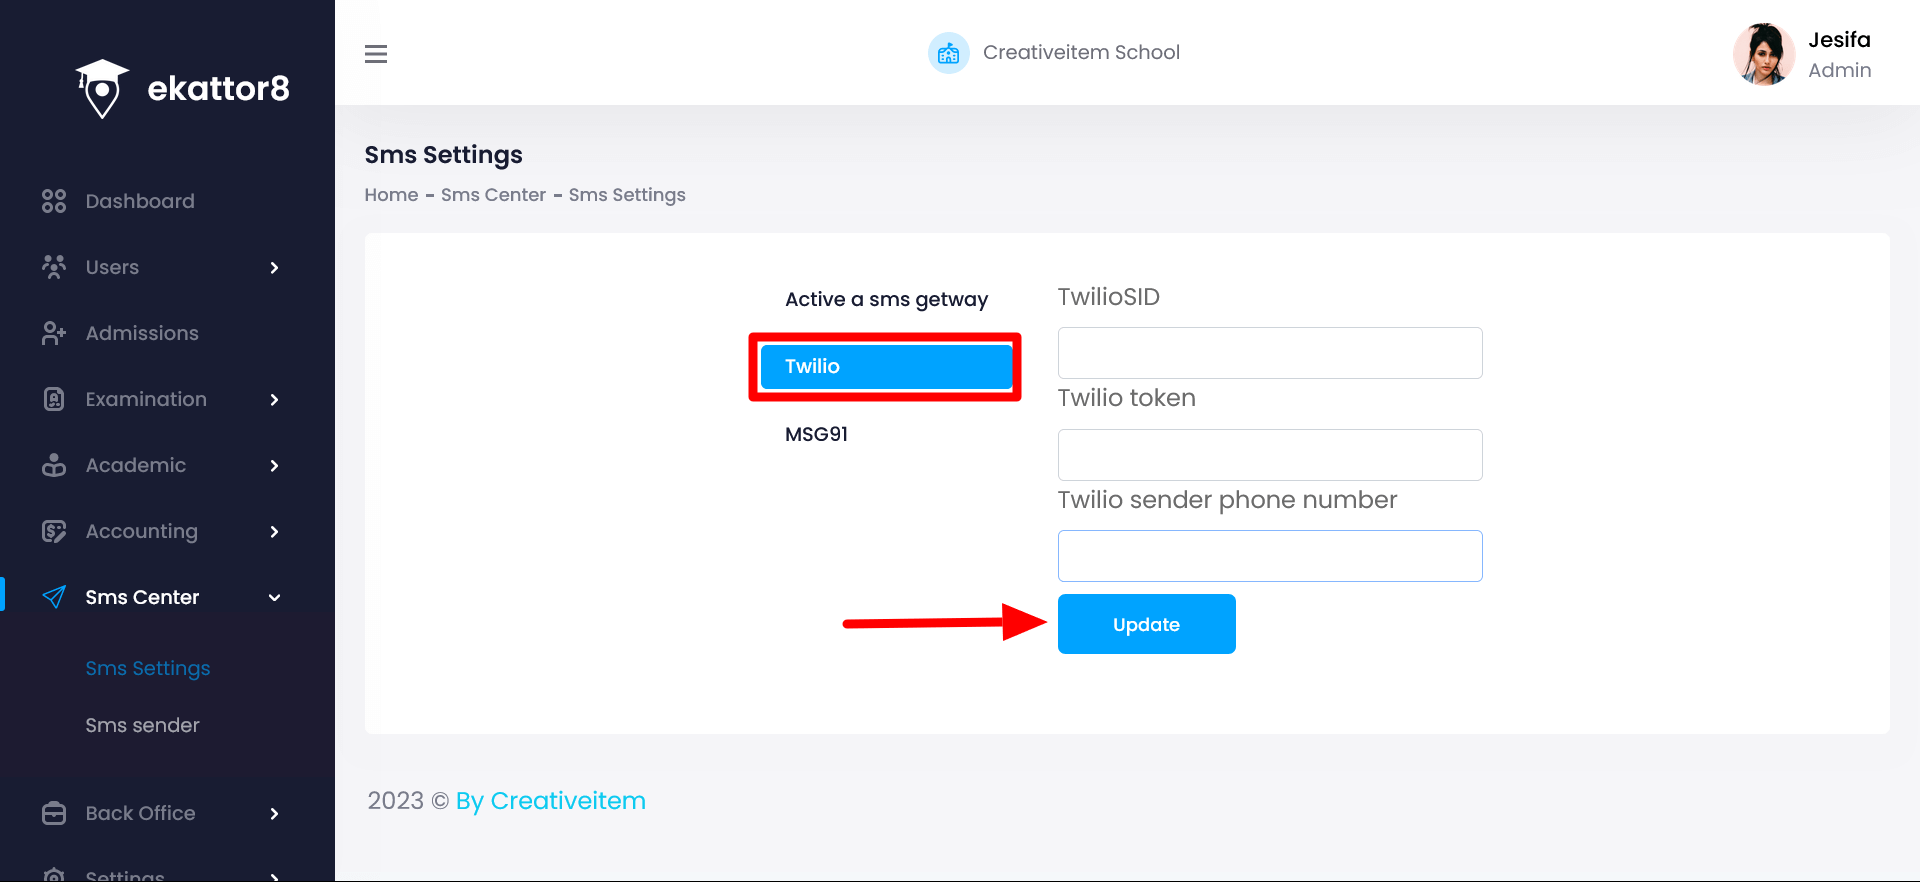 ekattor8
Creativeitem School
Jesifa
Admin
Dashboard
Users
Admissions
Examination
Academic
Accounting
Sms Center
Sms Settings
Sms sender
Back Office
Settings
Sms Settings
Home - Sms Center - Sms Settings
Active a sms getway
Twilio
MSG91
TwilioSID
Twilio token
Twilio sender phone number
Update
2023 © By Creativeitem